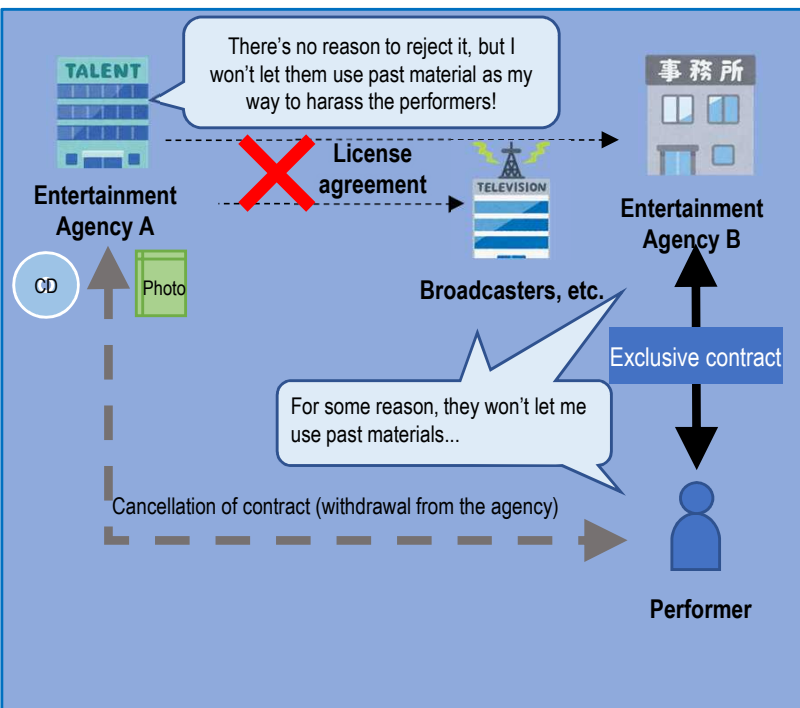 There’s no reason to reject it, but I
won’t let them use past material as my
way to harass the performers!
TALENT
事務所
License
agreement
TELEVISION
Entertainment
Agency A
Entertainment
Agency B
CD
Photo
Broadcasters, etc.
Exclusive contract
For some reason, they won’t let me
use past materials...
Cancellation of contract (withdrawal from the agency)
Performer